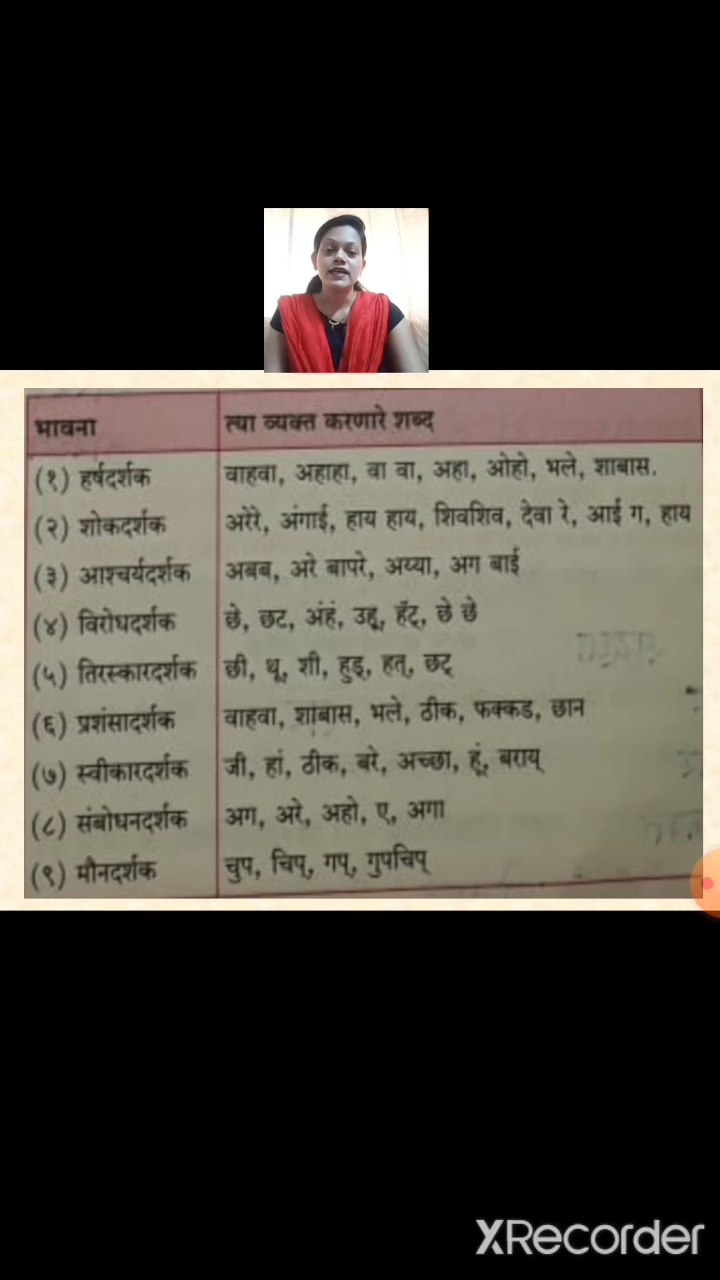 भावना त्या व्यक्त करणारे शब्द
(१) हर्षदर्शक वाहवा, अहाहा, वा वा, अहा, ओहो, भले, शाबास.
(२) शोकदर्शक अरेरे, अंगाई, हाय हाय, शिवशिव, देवा रे, आई ग, हाय
(३) आश्चर्यदर्शक अबब, अरे बापरे, अय्या, अग बाई
(४) विरोधदर्शक छे, छट, अंहं, उहू, हॅट्, छे छे
(५) तिरस्कारदर्शक छी, थू, शी, हुड्, हत्, छट्
(६) प्रशंसादर्शक वाहवा, शाबास, भले, ठीक, फक्कड, छान
(७) स्वीकारदर्शक जी, हां, ठीक, बरे, अच्छा, हूं, बराय्
(८) संबोधनदर्शक अग, अरे, अहो, ए, अगा
(९) मौनदर्शक चुप, चिप्, गप्, गुपचिप्
XRecorder